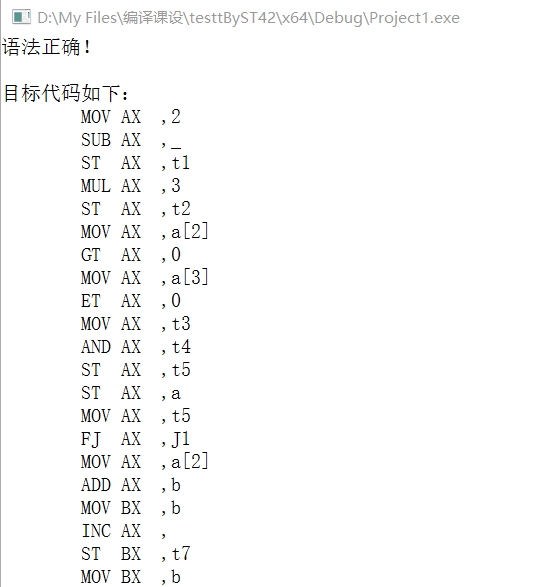 D:\My Files\编译课设\testtByST42\x64\Debug\Project1.exe
语法正确！
目标代码如下：
MOV AX ,2
SUB AX ,_
ST AX ,t1
MUL AX ,3
ST AX ,t2
MOV AX ,a[2]
GT AX ,0
MOV AX ,a[3]
ET AX ,0
MOV AX ,t3
AND AX ,t4
ST AX ,t5
ST AX ,a
MOV AX ,t5
FJ AX ,J1
MOV AX ,a[2]
ADD AX ,b
MOV BX ,b
INC AX ,
ST BX ,t7
MOV BX ,b